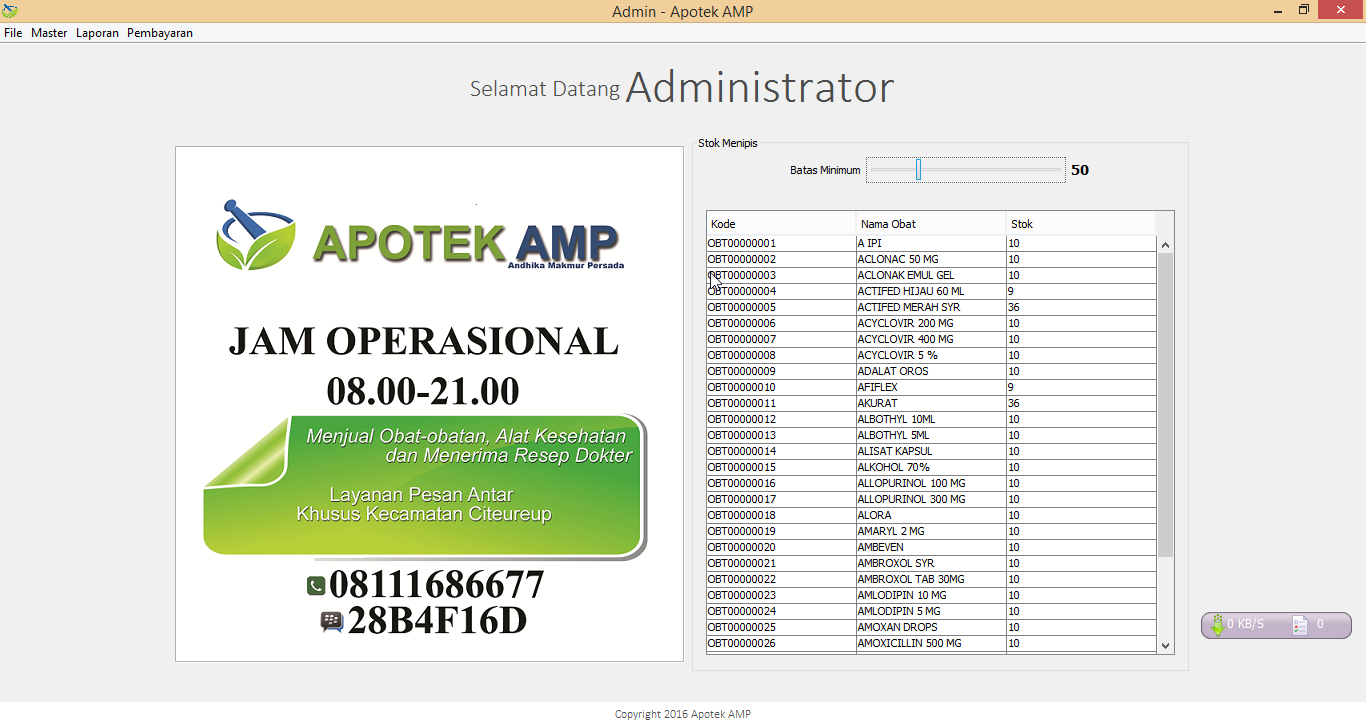 Admin - Apotek AMP
File Master Laporan Pembayaran
Selamat Datang Administrator
APOTEK AMP
Andhika Makmur Persada
JAM OPERASIONAL
08.00-21.00
Menjual Obat-obatan, Alat Kesehatan
dan Menerima Resep Dokter
Layanan Pesan Antar
Khusus Kecamatan Citeureup
08111686677
28B4F16D
Stok Menipis
Batas Minimum 50
Kode Nama Obat Stok
OBT00000001 A IPI 10
OBT00000002 ACLONAC 50 MG 10
OBT00000003 ACLONAK EMUL GEL 10
OBT00000004 ACTIFED HIJAU 60 ML 9
OBT00000005 ACTIFED MERAH SYR 36
OBT00000006 ACYCLOVIR 200 MG 10
OBT00000007 ACYCLOVIR 400 MG 10
OBT00000008 ACYCLOVIR 5 % 10
OBT00000009 ADALAT OROS 10
OBT00000010 AFIFLEX 9
OBT00000011 AKURAT 36
OBT00000012 ALBOTHYL 10ML 10
OBT00000013 ALBOTHYL 5ML 10
OBT00000014 ALISAT KAPSUL 10
OBT00000015 ALKOHOL 70% 10
OBT00000016 ALLOPURINOL 100 MG 10
OBT00000017 ALLOPURINOL 300 MG 10
OBT00000018 ALORA 10
OBT00000019 AMARYL 2 MG 10
OBT00000020 AMBEVEN 10
OBT00000021 AMBROXOL SYR 10
OBT00000022 AMBROXOL TAB 30MG 10
OBT00000023 AMLODIPIN 10 MG 10
OBT00000024 AMLODIPIN 5 MG 10
OBT00000025 AMOXAN DROPS 10
OBT00000026 AMOXICILLIN 500 MG 10
0 KB/S 0
Copyright 2016 Apotek AMP